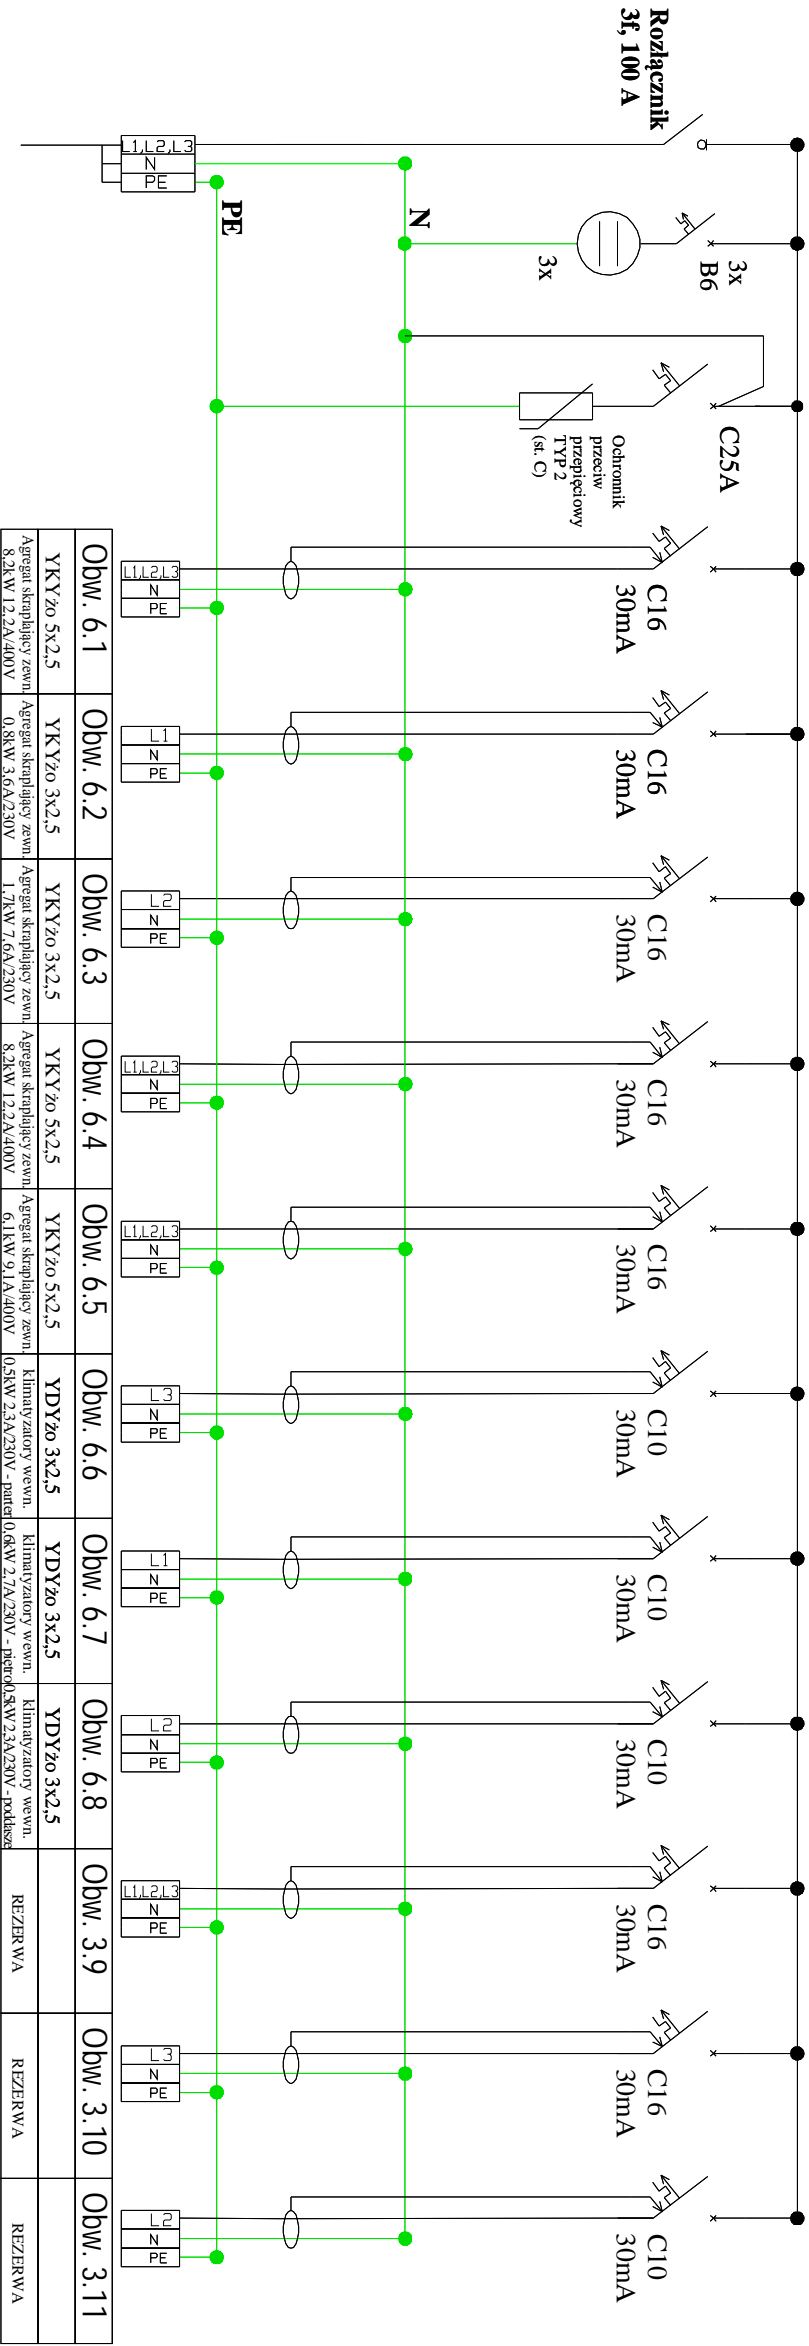 Rozłącznik
3f, 100 A
3x
B6
3x
C25A
Ochronnik
przeciw
przepięciowy
TYP 2
(st. C)
N
PE
L1,L2,L3
N
PE
C16
30mA
C16
30mA
C16
30mA
C16
30mA
C16
30mA
C10
30mA
C10
30mA
C10
30mA
C16
30mA
C16
30mA
C10
30mA
L1,L2,L3
N
PE
L1
N
PE
L2
N
PE
L1,L2,L3
N
PE
L1,L2,L3
N
PE
L3
N
PE
L1
N
PE
L2
N
PE
L1,L2,L3
N
PE
L3
N
PE
L2
N
PE
Obw. 6.1
YKYżo 5x2,5
Agregat skraplający zewn.
8,2kW 12,2A/400V
Obw. 6.2
YKYżo 3x2,5
Agregat skraplający zewn.
0,8kW 3,6A/230V
Obw. 6.3
YKYżo 3x2,5
Agregat skraplający zewn.
1,7kW 7,6A/230V
Obw. 6.4
YKYżo 5x2,5
Agregat skraplający zewn.
8,2kW 12,2A/400V
Obw. 6.5
YKYżo 5x2,5
Agregat skraplający zewn.
6,1kW 9,1A/400V
Obw. 6.6
YDYżo 3x2,5
klimatyzatory wewn.
0,5kW 2,3A/230V - parter
Obw. 6.7
YDYżo 3x2,5
klimatyzatory wewn.
0,6kW 2,7A/230V - piętro
Obw. 6.8
YDYżo 3x2,5
klimatyzatory wewn.
0,5kW 2,3A/230V - poddasze
Obw. 3.9
REZERWA
Obw. 3.10
REZERWA
Obw. 3.11
REZERWA